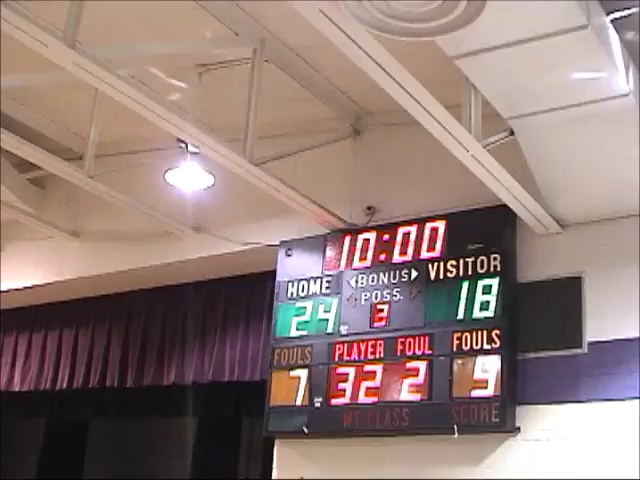 10:00
HOME ◀BONUS▶ VISITOR
POSS.
24 3 18
FOULS PLAYER FOUL FOULS
7 32 2 9
WT CLASS SCORE